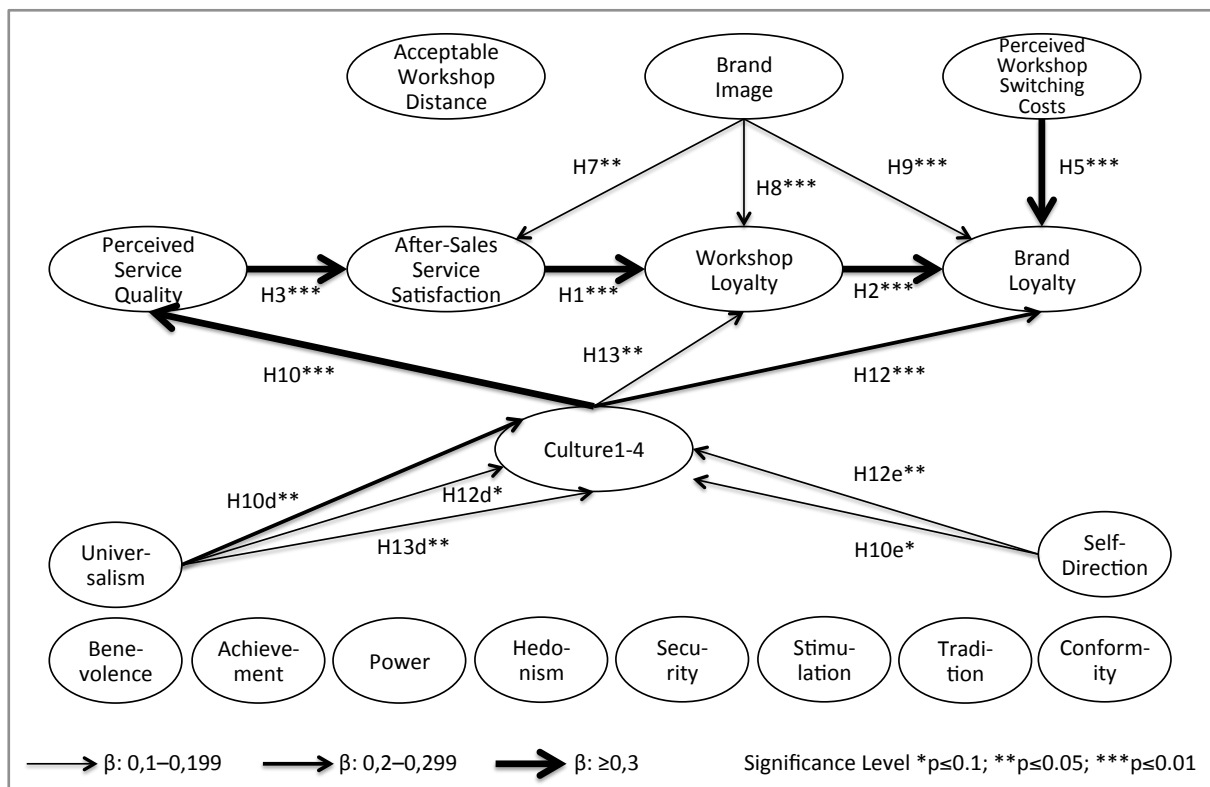 Acceptable
Workshop
Distance
Brand
Image
Perceived
Workshop
Switching
Costs
H7**
H8***
H9***
H5***
Perceived
Service
Quality
After-Sales
Service
Satisfaction
Workshop
Loyalty
Brand
Loyalty
H3***
H1***
H2***
H10***
H13**
H12***
Culture1-4
H10d**
H12d*
H13d**
H12e**
H10e*
Univer-
salism
Self-
Direction
Bene-
volence
Achieve-
ment
Power
Hedo-
nism
Secu-
rity
Stimu-
lation
Tradi-
tion
Conform-
ity
β: 0,1–0,199
β: 0,2–0,299
β: ≥0,3
Significance Level *p≤0.1; **p≤0.05; ***p≤0.01